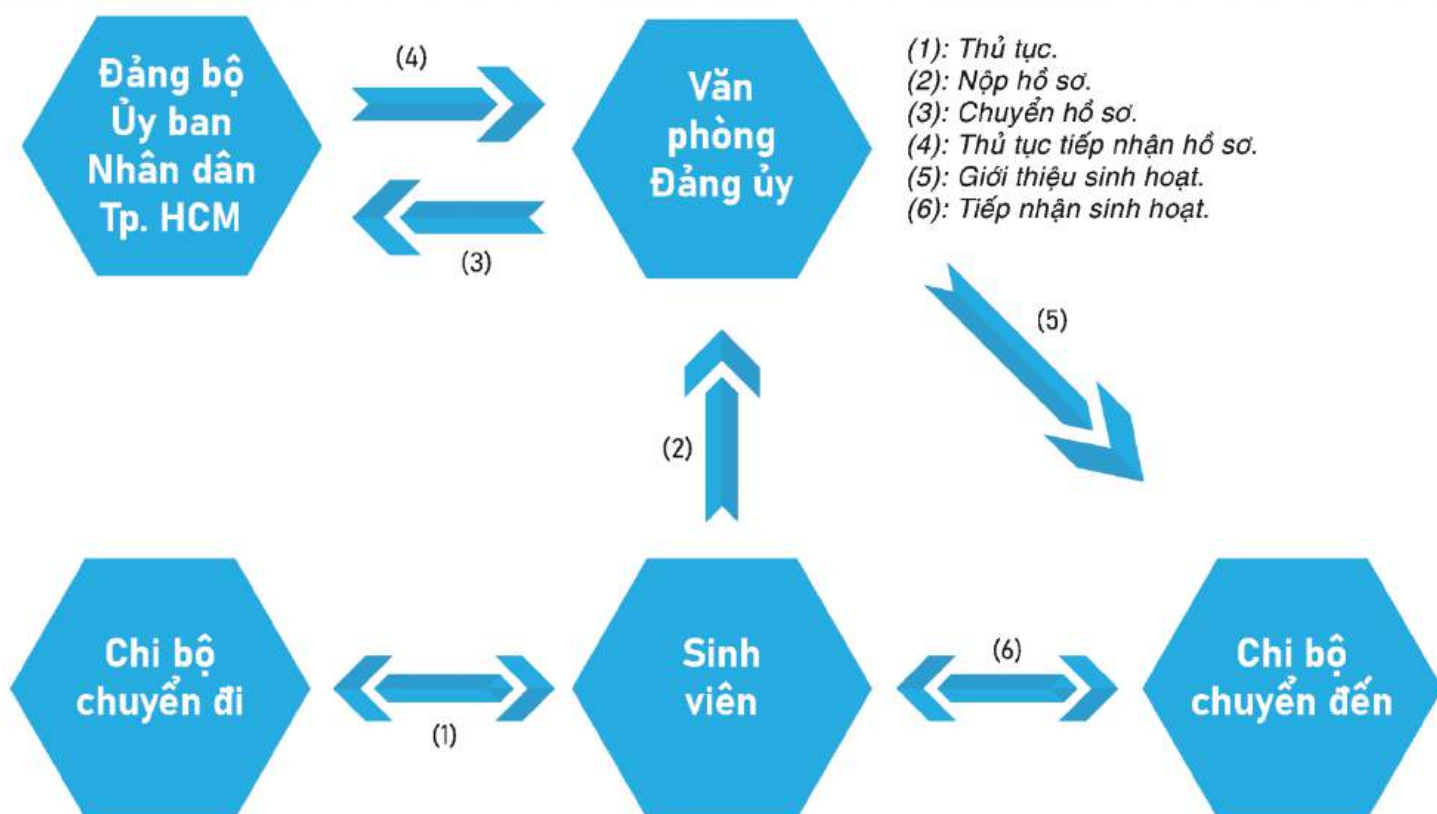 Đảng bộ
Ủy ban
Nhân dân
Tp. HCM
(4)
(3)
Văn
phòng
Đảng ủy
(1): Thủ tục.
(2): Nộp hồ sơ.
(3): Chuyển hồ sơ.
(4): Thủ tục tiếp nhận hồ sơ.
(5): Giới thiệu sinh hoạt.
(6): Tiếp nhận sinh hoạt.
(5)
(2)
Chi bộ
chuyển đi
(1)
Sinh
viên
(6)
Chi bộ
chuyển đến